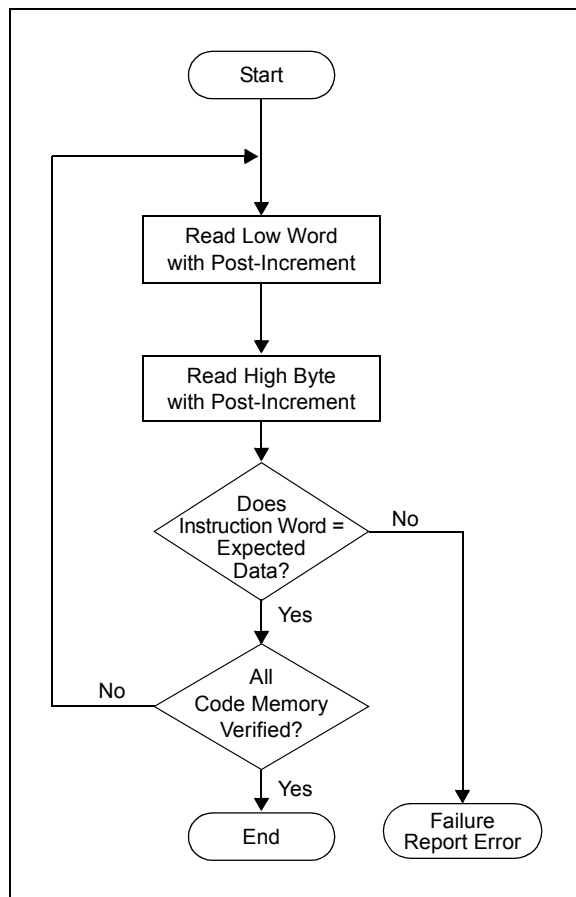 Start
Read Low Word
with Post-Increment
Read High Byte
with Post-Increment
Does
Instruction Word =
Expected
Data?
No
Yes
All
Code Memory
Verified?
No
Yes
End
Failure
Report Error